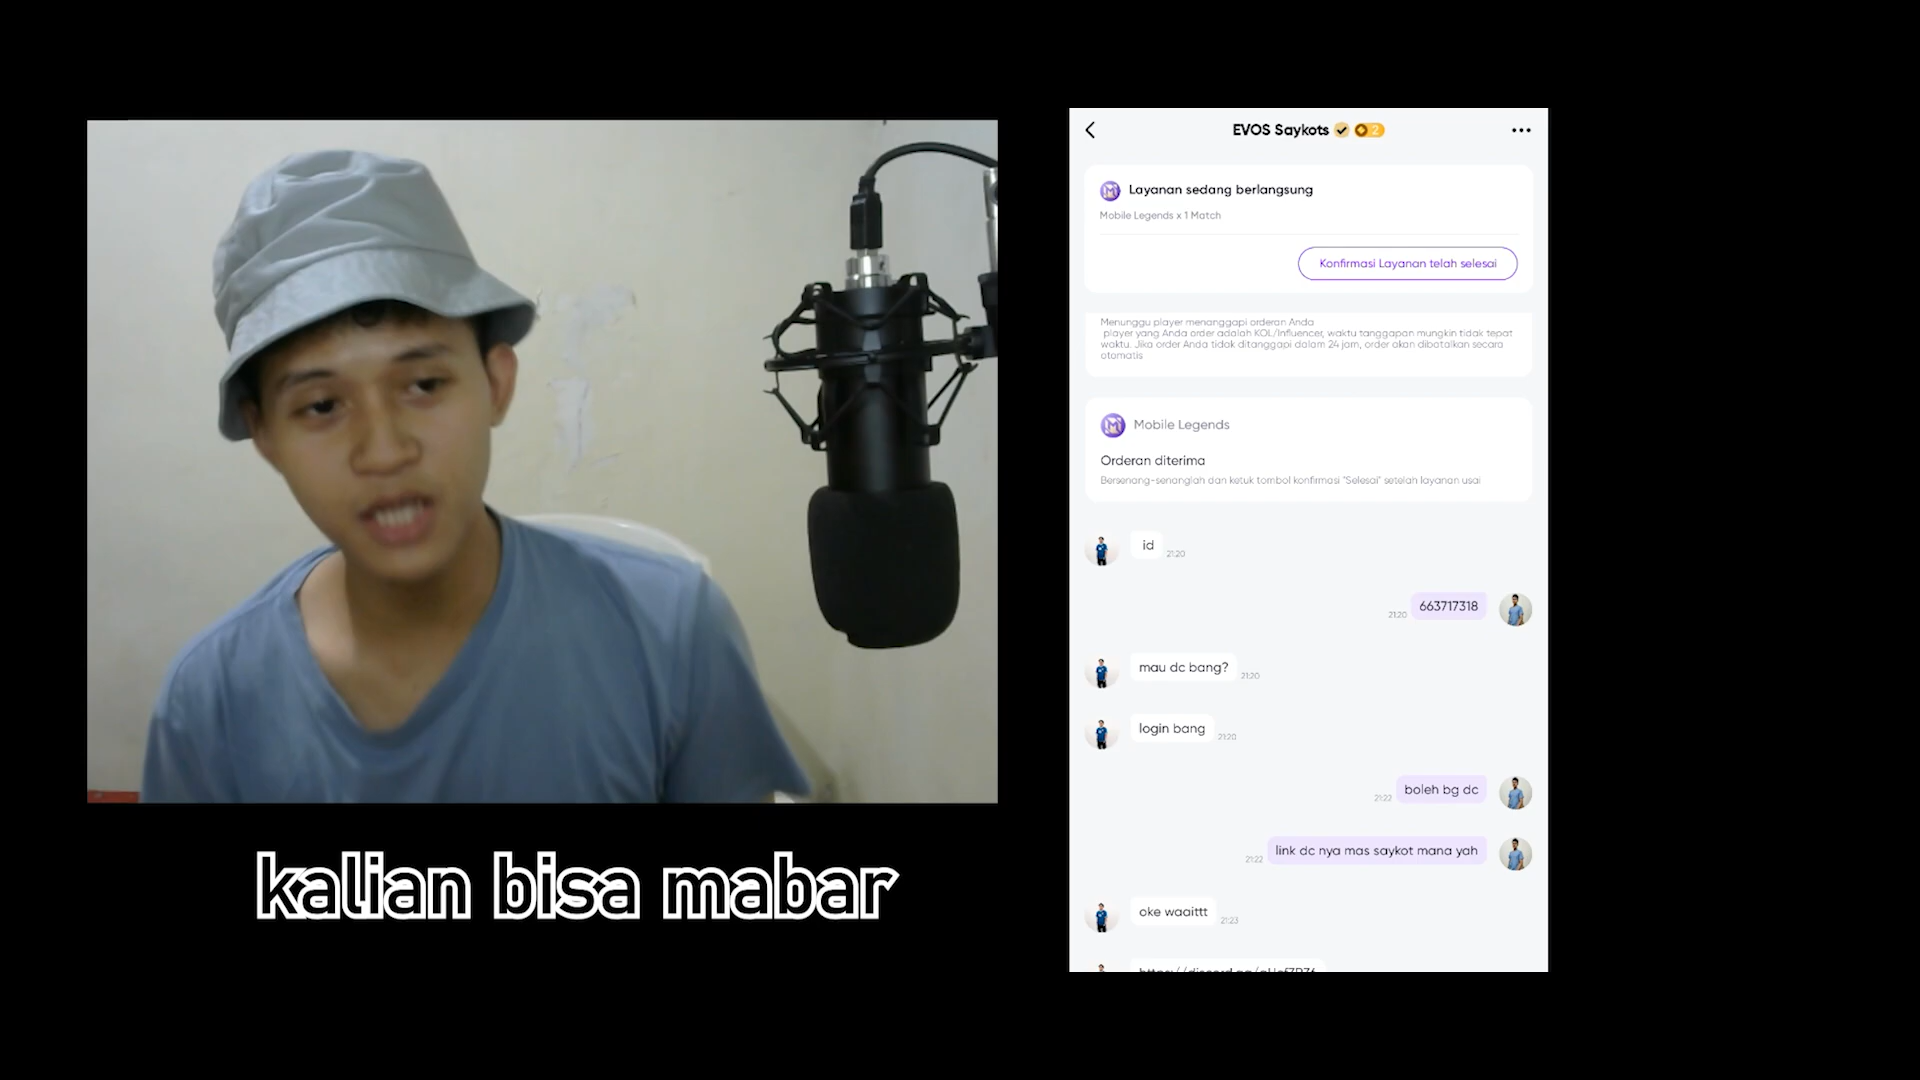 EVOS Saykots
2
Layanan sedang berlangsung
Mobile Legends x 1 Match
Konfirmasi Layanan telah selesai
Menunggu player menanggapi orderan Anda
player yang Anda order adalah KOL/Influencer, waktu tanggapan mungkin tidak tepat
waktu. Jika order Anda tidak ditanggapi dalam 24 jam, order akan dibatalkan secara
otomatis
Mobile Legends
Orderan diterima
Bersenang-senanglah dan ketuk tombol konfirmasi "Selesai" setelah layanan usai
id
21:20
21:20
663717318
mau dc bang?
21:20
login bang
21:20
21:22
boleh bg dc
21:22
link dc nya mas saykot mana yah
oke waaittt
21:23
kalian bisa mabar